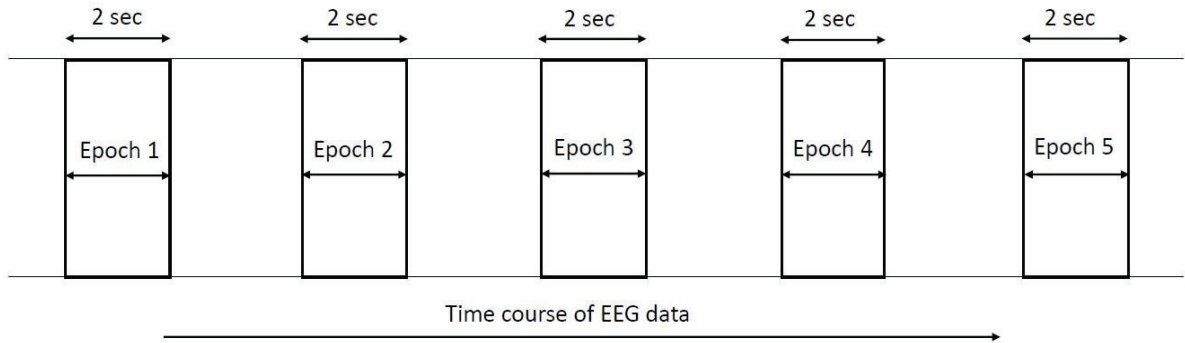 2 sec 2 sec 2 sec 2 sec 2 sec
Epoch 1 Epoch 2 Epoch 3 Epoch 4 Epoch 5
Time course of EEG data